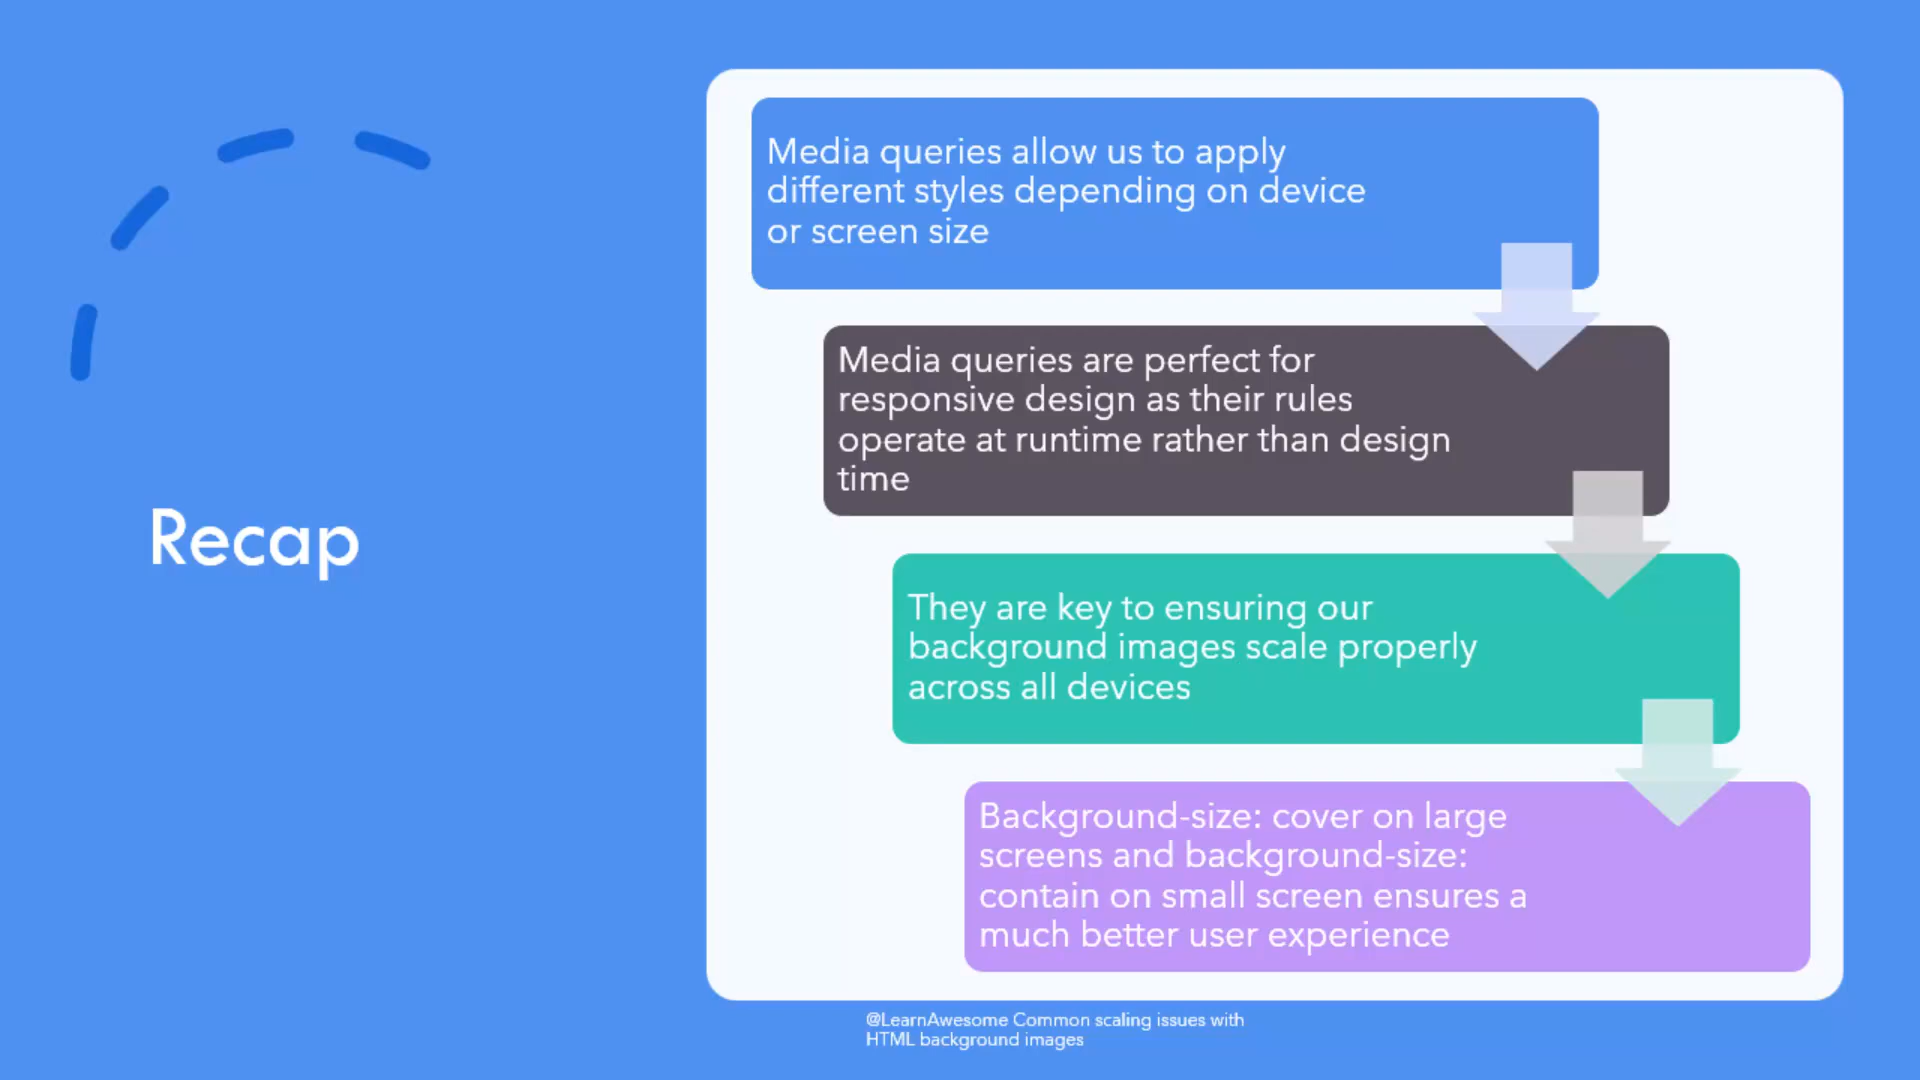 Recap
Media queries allow us to apply
different styles depending on device
or screen size
Media queries are perfect for
responsive design as their rules
operate at runtime rather than design
time
They are key to ensuring our
background images scale properly
across all devices
Background-size: cover on large
screens and background-size:
contain on small screen ensures a
much better user experience
@LearnAwesome Common scaling issues with
HTML background images